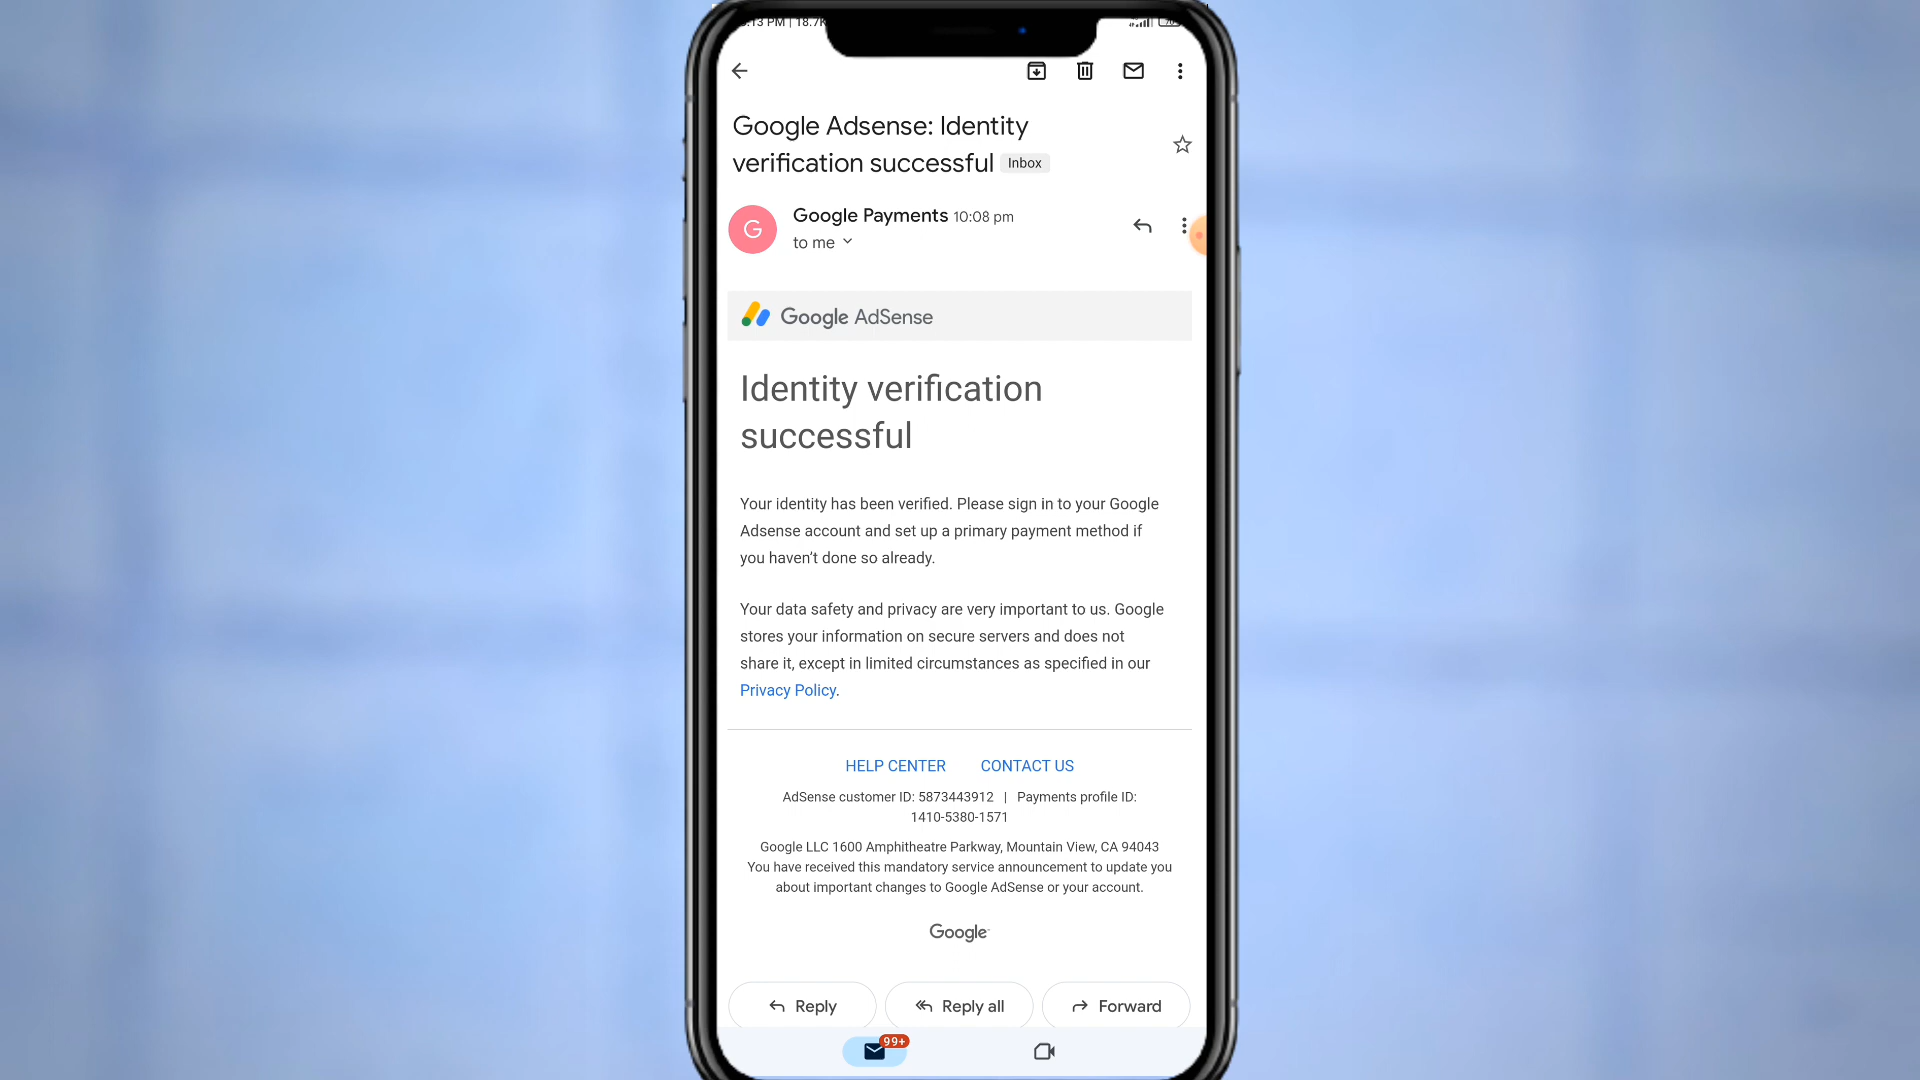 :13 PM | 18.7K
Google Adsense: Identity
verification successful Inbox
G
Google Payments 10:08 pm
to me
Google AdSense
Identity verification
successful
Your identity has been verified. Please sign in to your Google
Adsense account and set up a primary payment method if
you haven't done so already.
Your data safety and privacy are very important to us. Google
stores your information on secure servers and does not
share it, except in limited circumstances as specified in our
Privacy Policy.
HELP CENTER CONTACT US
AdSense customer ID: 5873443912 | Payments profile ID:
1410-5380-1571
Google LLC 1600 Amphitheatre Parkway, Mountain View, CA 94043
You have received this mandatory service announcement to update you
about important changes to Google AdSense or your account.
Google
Reply Reply all Forward
99+